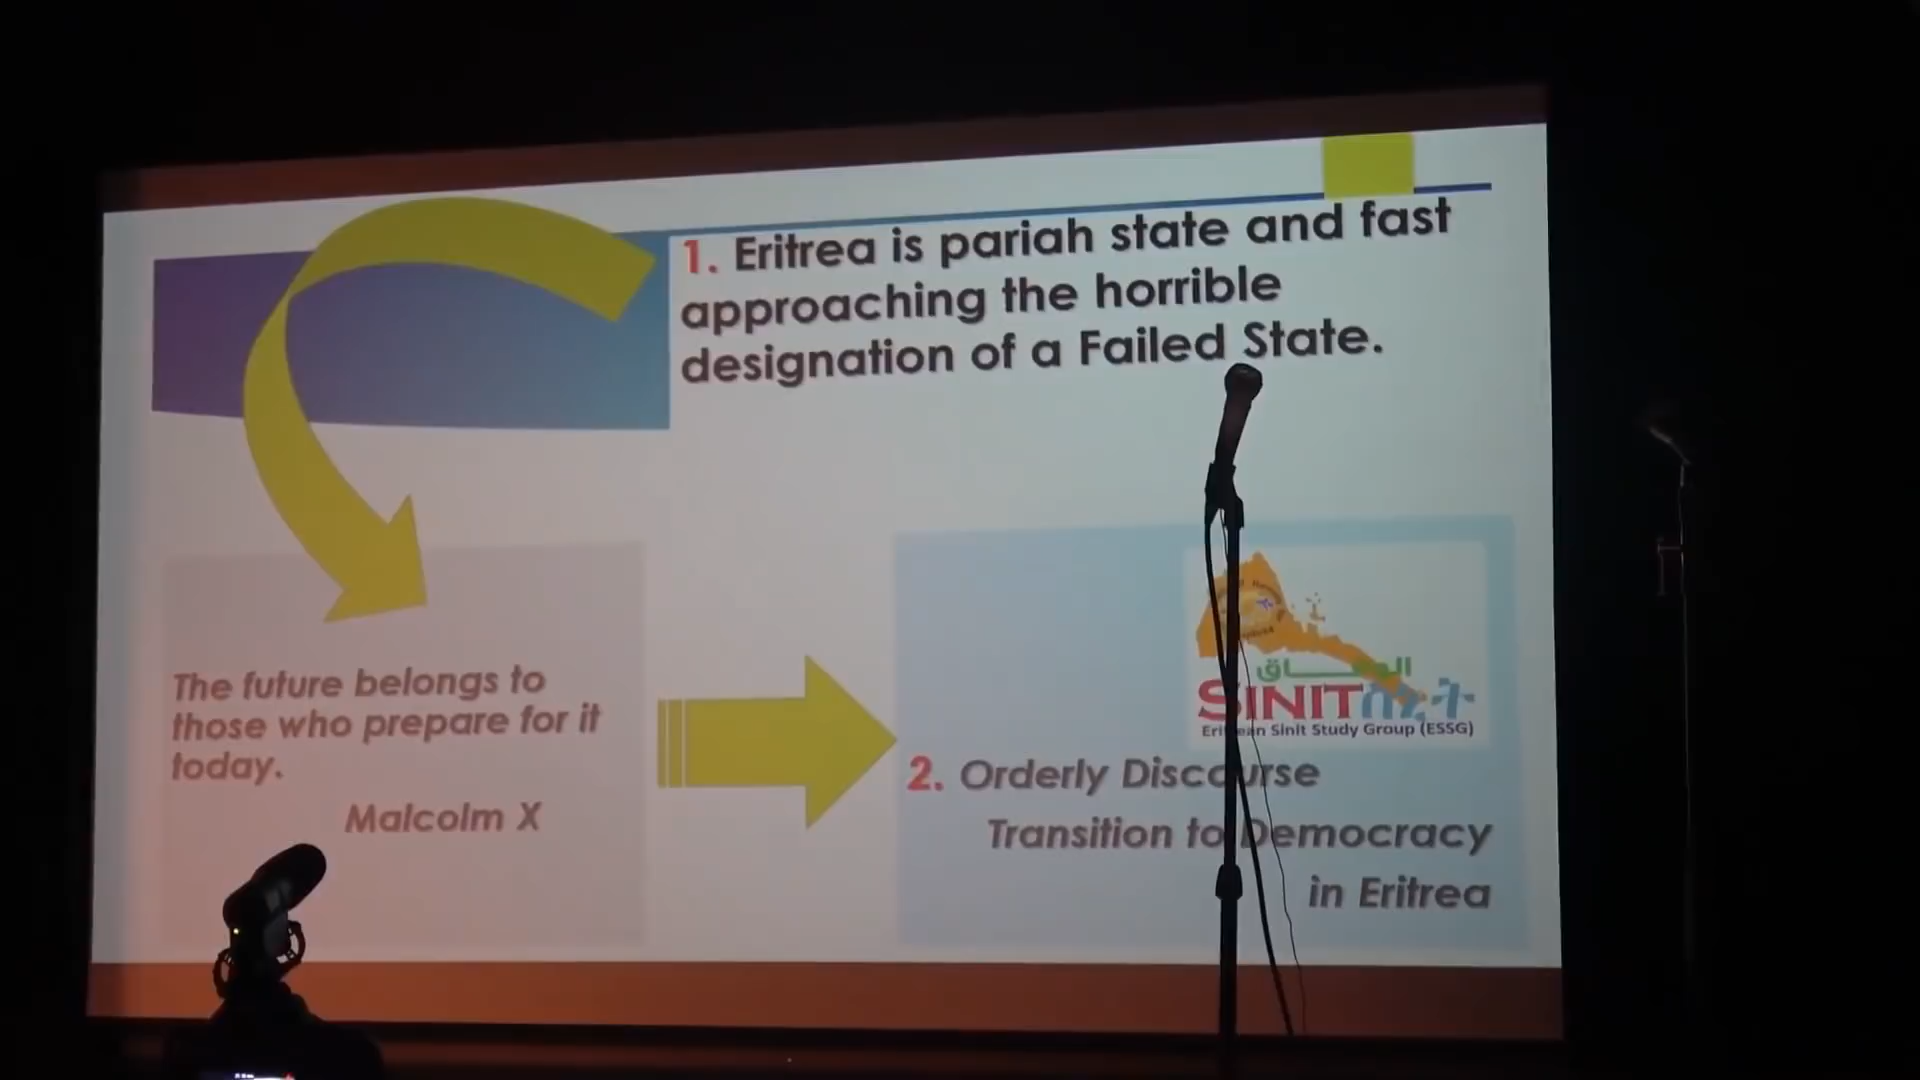 1. Eritrea is pariah state and fast
approaching the horrible
designation of a Failed State.
The future belongs to
those who prepare for it
today.
Malcolm X
SINIT ሲኒት
Eritrean Sinit Study Group (ESSG)
2. Orderly Discourse
Transition to Democracy
in Eritrea